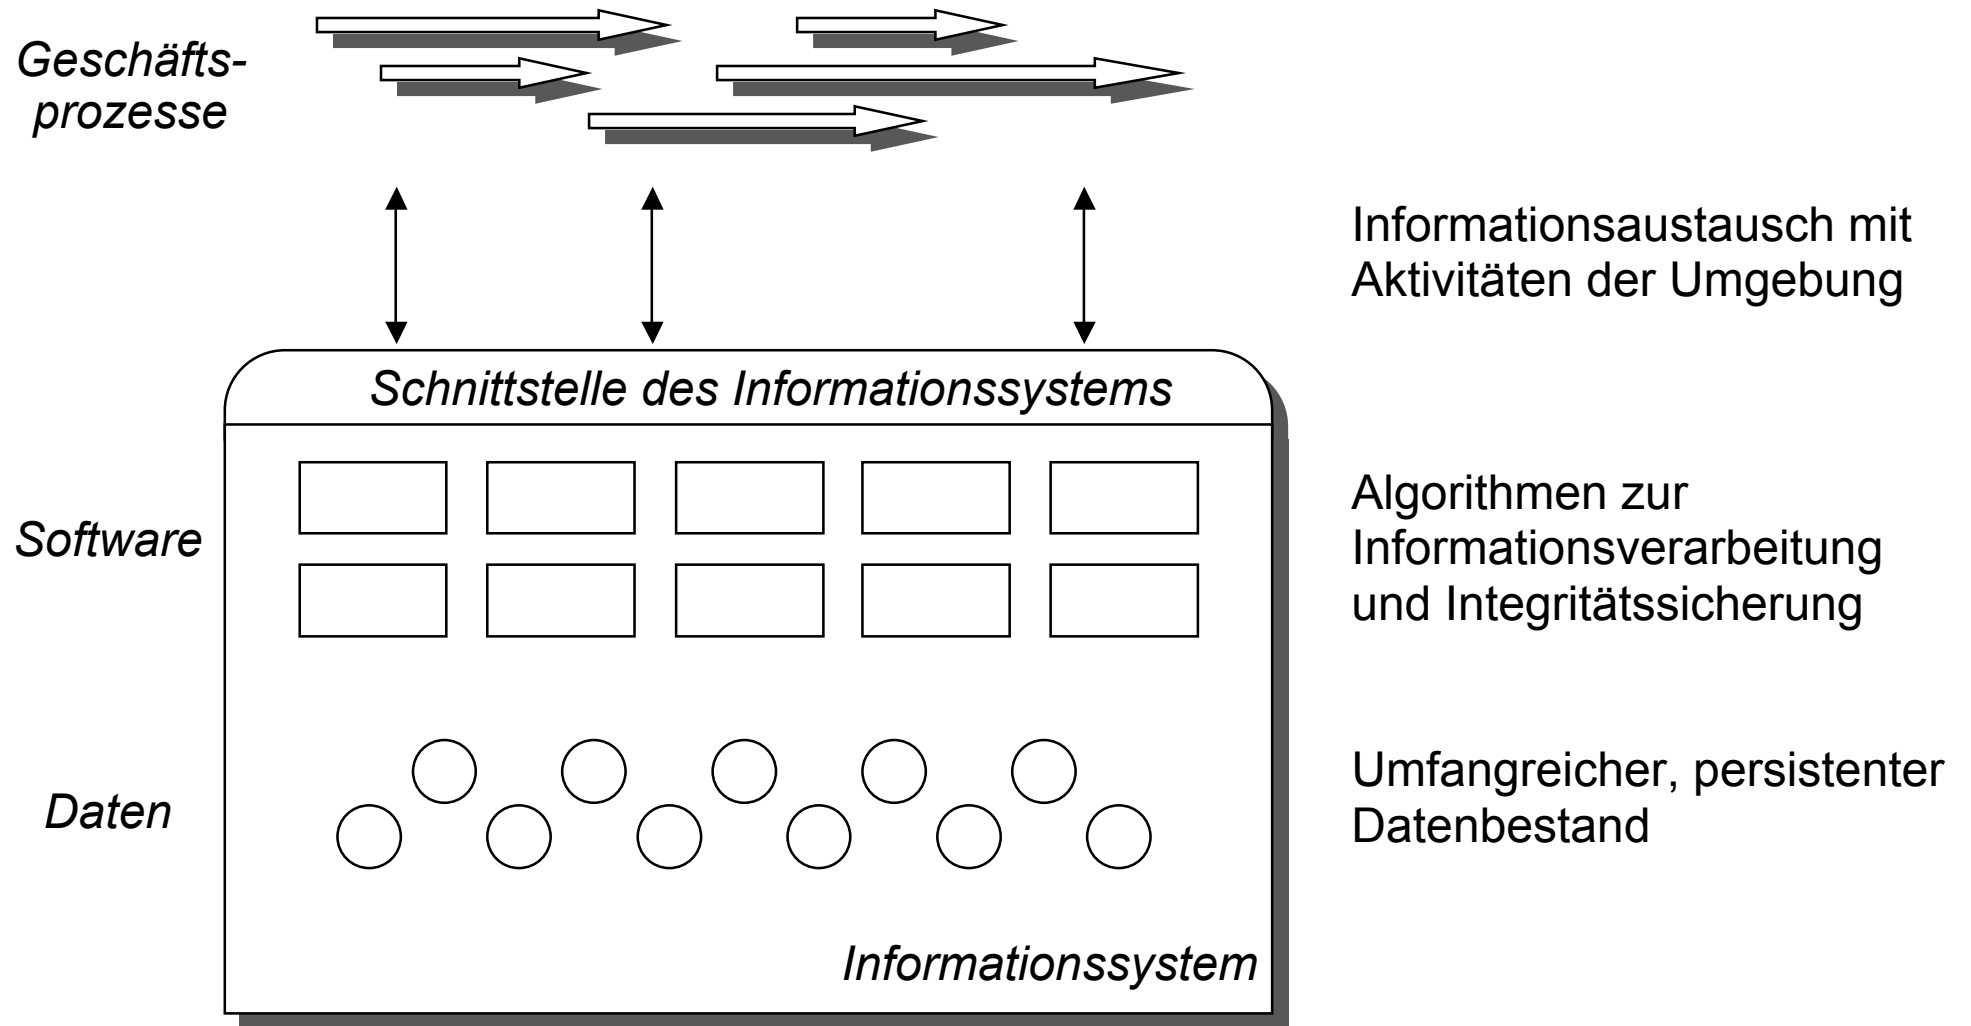 Geschäfts-
prozesse
Informationsaustausch mit
Aktivitäten der Umgebung
Schnittstelle des Informationssystems
Software
Algorithmen zur
Informationsverarbeitung
und Integritätssicherung
Daten
Umfangreicher, persistenter
Datenbestand
Informationssystem